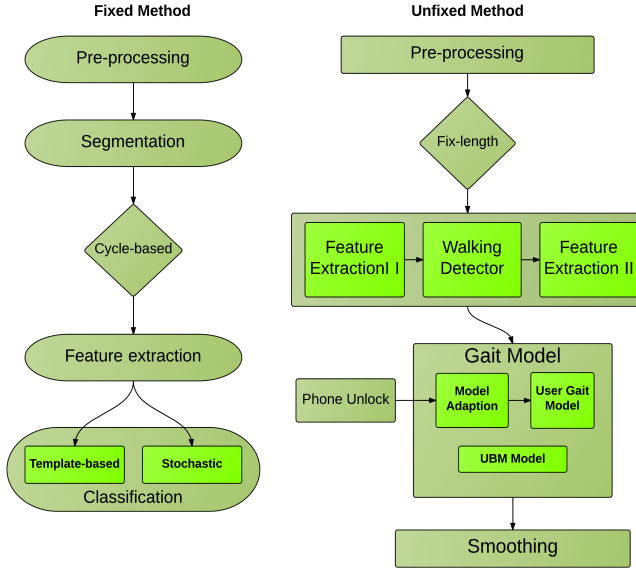 Fixed Method
Pre-processing
Segmentation
Cycle-based
Feature extraction
Template-based
Stochastic
Classification
Unfixed Method
Pre-processing
Fix-length
Feature
ExtractionI I
Walking
Detector
Feature
Extraction II
Gait Model
Phone Unlock
Model
Adaption
User Gait
Model
UBM Model
Smoothing